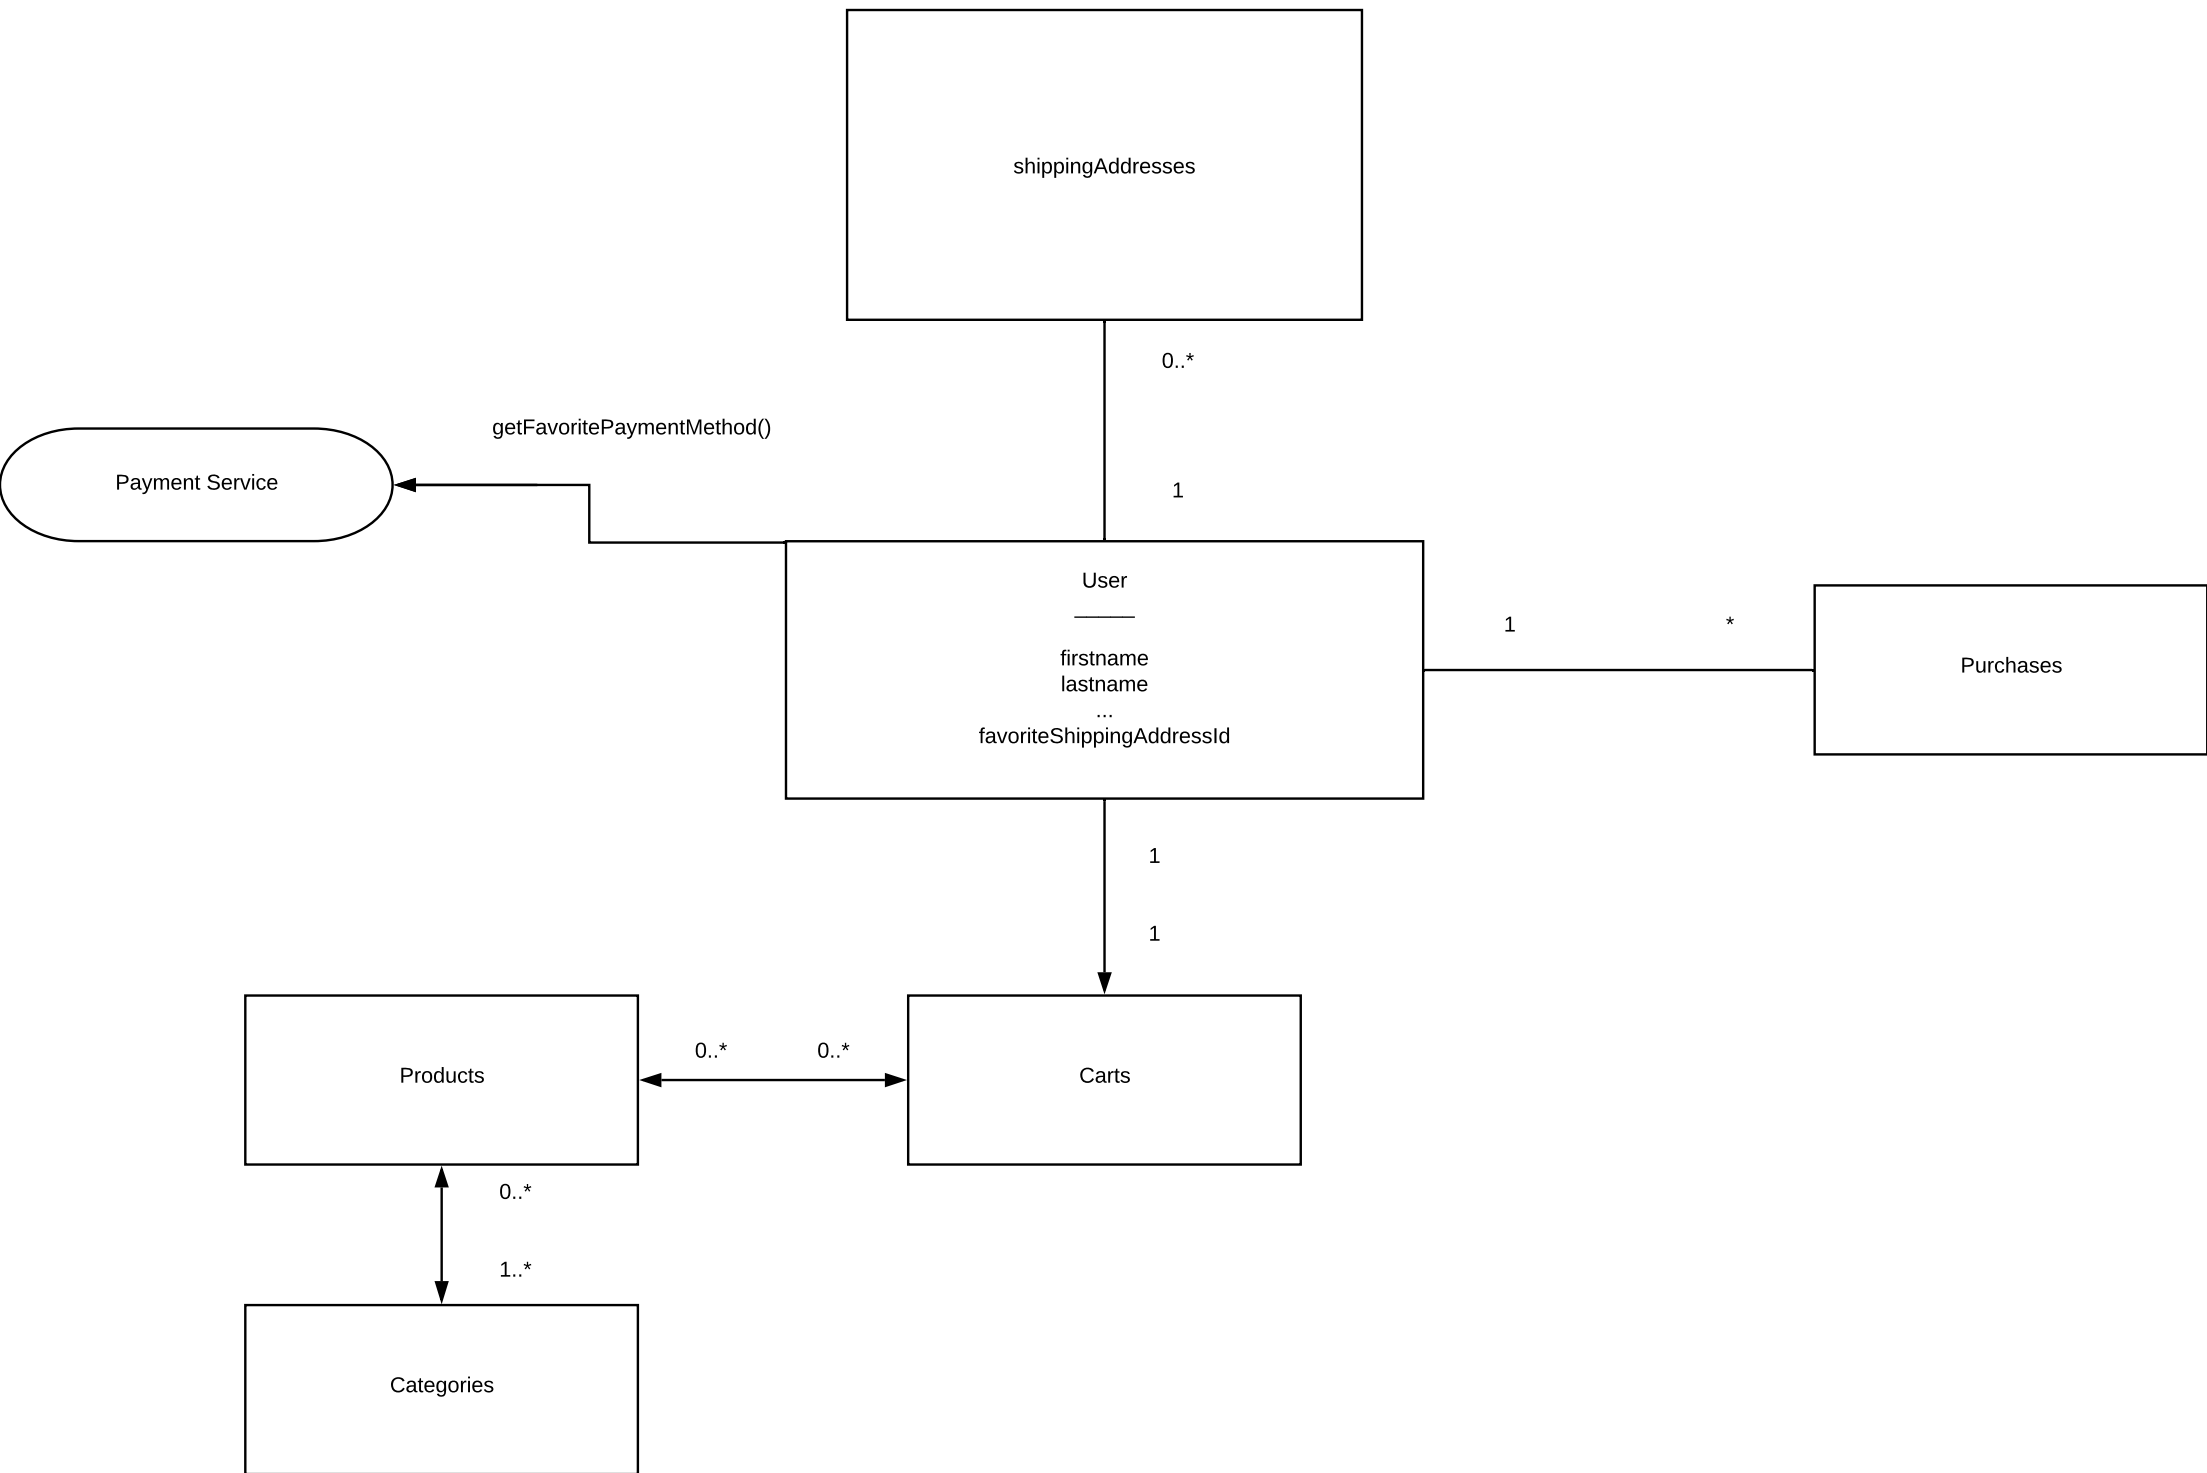 shippingAddresses
0..*
getFavoritePaymentMethod()
Payment Service
1
User
_____
firstname
lastname
...
favoriteShippingAddressId
1
*
Purchases
1
1
Products
0..*
0..*
Carts
0..*
1..*
Categories